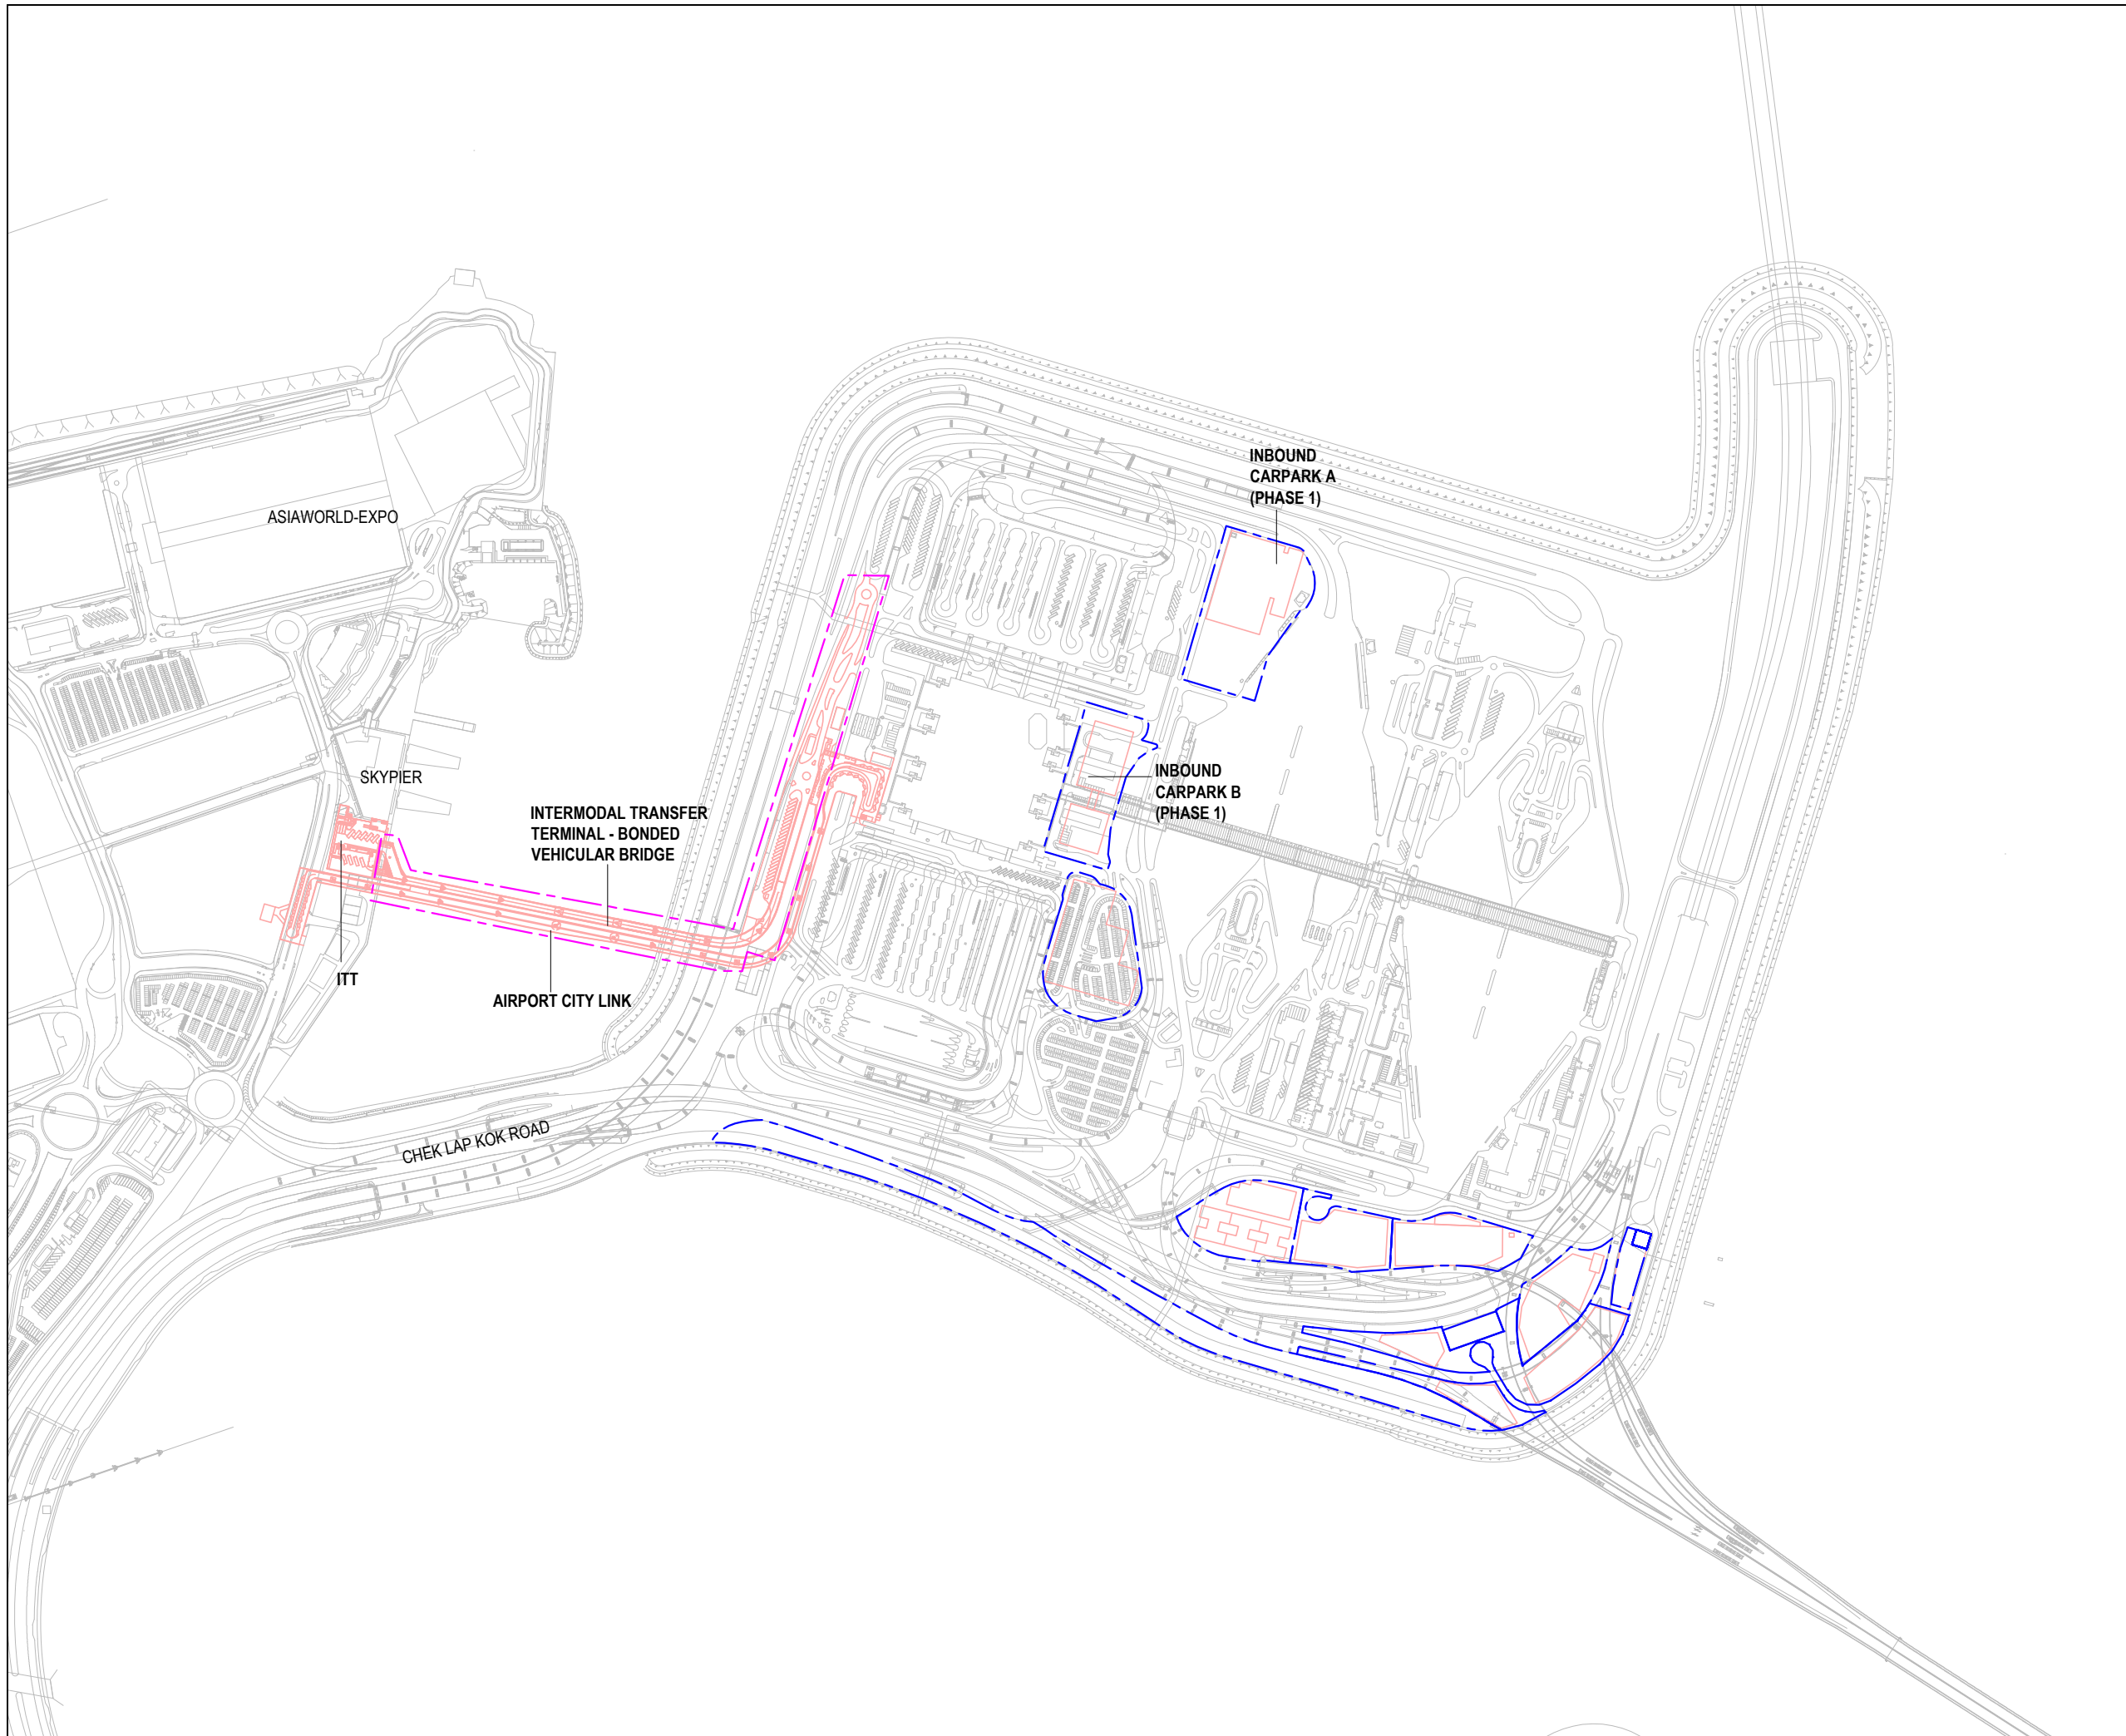 INBOUND
CARPARK A
(PHASE 1)
ASIAWORLD-EXPO
SKYPIER
INBOUND
CARPARK B
(PHASE 1)
INTERMODAL TRANSFER
TERMINAL - BONDED
VEHICULAR BRIDGE
ITT
AIRPORT CITY LINK
CHEK LAP KOK ROAD